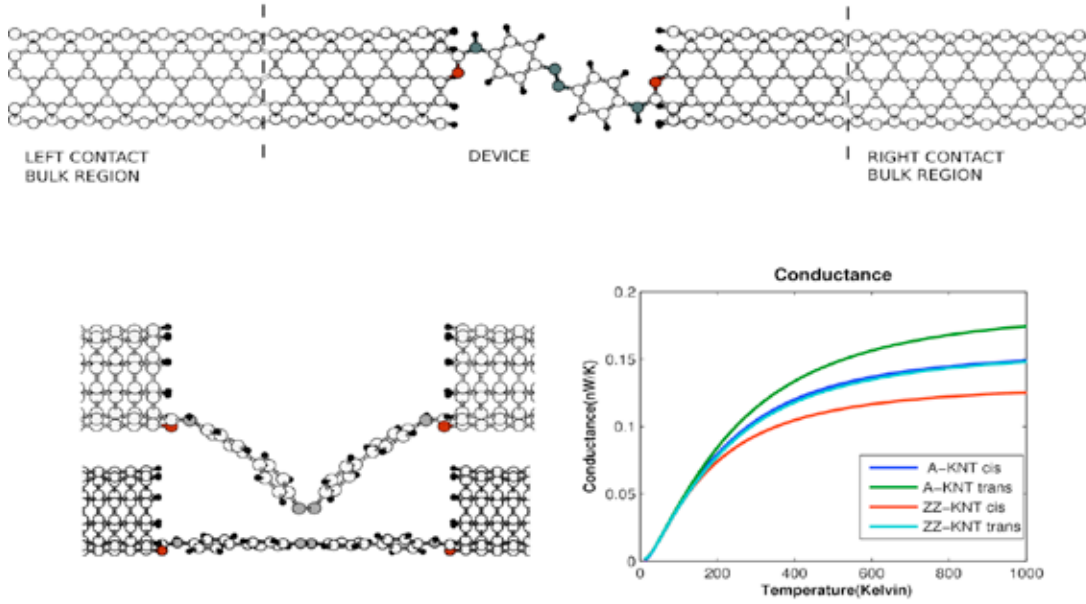 LEFT CONTACT
BULK REGION
DEVICE
RIGHT CONTACT
BULK REGION
Conductance
0.2
0.15
0.1
0.05
0
Conductance(nW/K)
A-KNT cis
A-KNT trans
ZZ-KNT cis
ZZ-KNT trans
0 200 400 600 800 1000
Temperature(Kelvin)